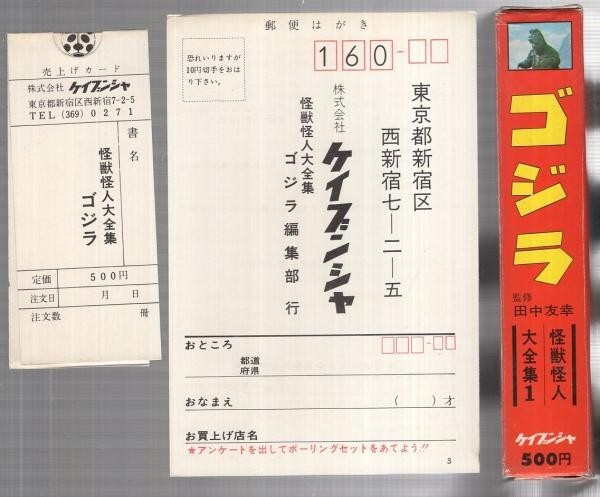 売上げカード
株式会社 ケイブンシャ
東京都新宿区西新宿7-2-5
TEL (369) 0271
書名
怪獣怪人大全集
ゴジラ
定価 500円
注文日 月 日
注文数 冊
郵便はがき
恐れいりますが
10円切手をおは
り下さい。
160-
東京都新宿区
西新宿七―二―五
株式会社 ケイブンシャ
怪獣怪人大全集
ゴジラ編集部 行
おところ
都道
府県
おなまえ ( )才
お買上げ店名
★アンケートを出してボーリングセットをあてよう!!
3
ゴジラ
監修
田中友幸
怪獣怪人
大全集1
ケイブンシャ
500円